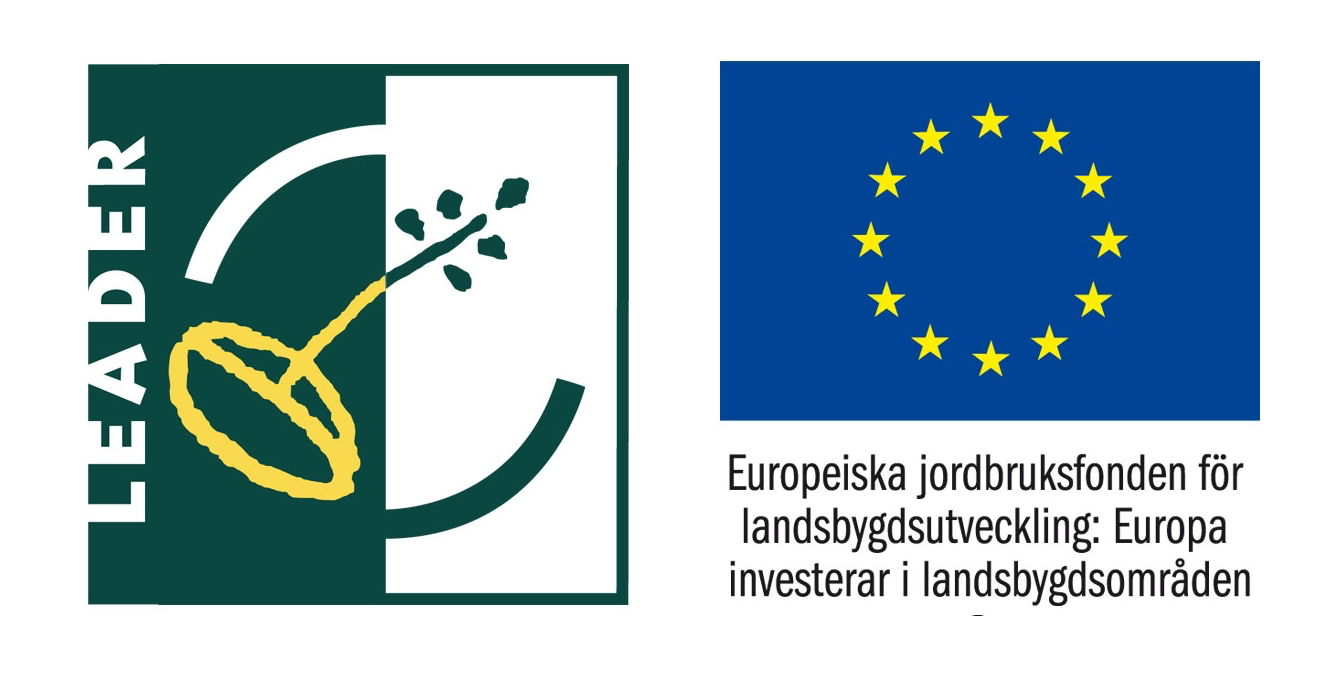 LEADER
Europeiska jordbruksfonden för
landsbygdsutveckling: Europa
investerar i landsbygdsområden